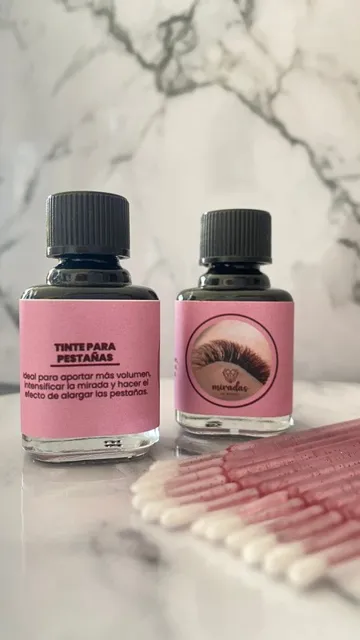 TINTE PARA
PESTAÑAS
ideal para aportar más volumen,
intensificar la mirada y hacer el
efecto de alargar las pestañas.
miradas